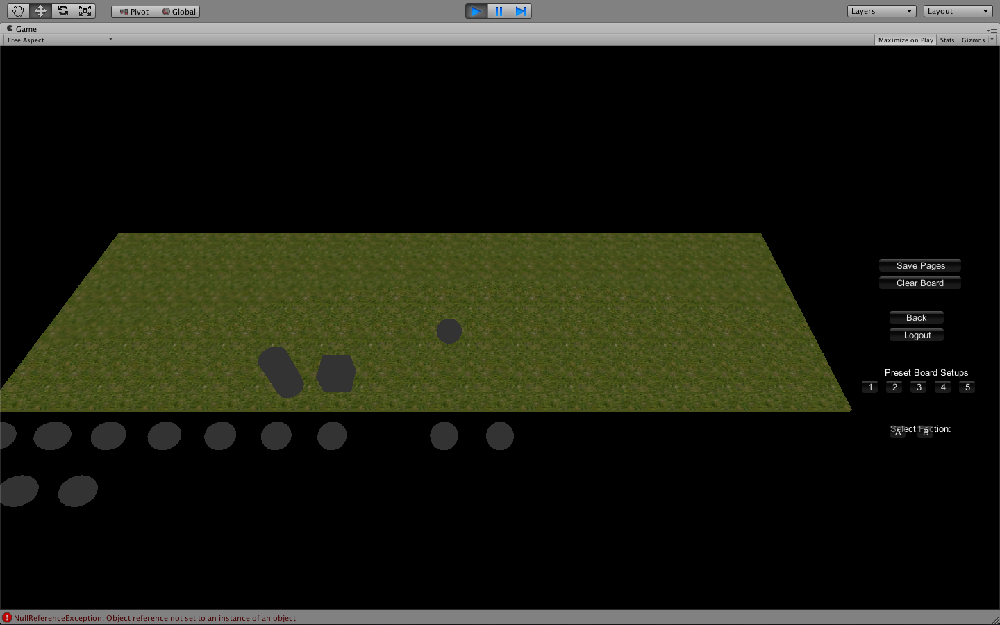 Pivot Global Layers Layout
Game
Free Aspect Maximize on Play Stats Gizmos
Save Pages
Clear Board
Back
Logout
Preset Board Setups
1 2 3 4 5
Select Faction:
A B
NullReferenceException: Object reference not set to an instance of an object